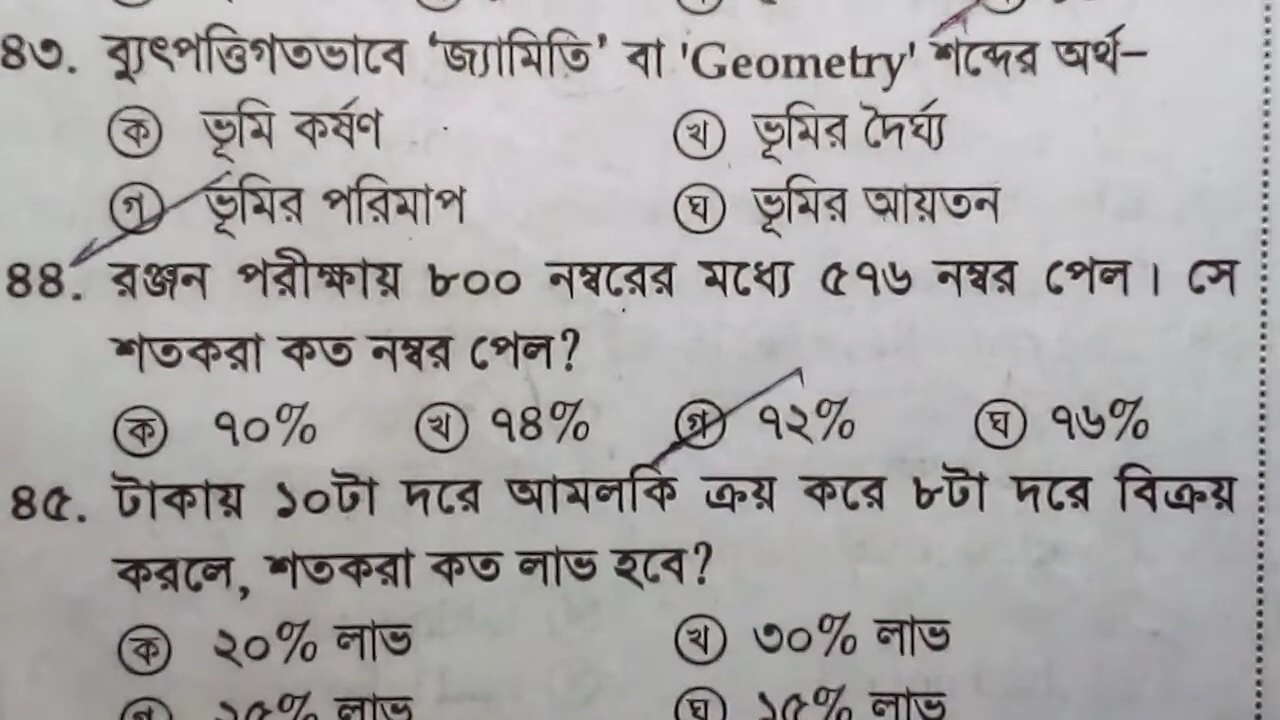 ৪৩. ব্যুৎপত্তিগতভাবে ‘জ্যামিতি’ বা 'Geometry' শব্দের অর্থ–
ক ভূমি কর্ষণ খ ভূমির দৈর্ঘ্য
গ ভূমির পরিমাপ ঘ ভূমির আয়তন
৪৪. রঞ্জন পরীক্ষায় ৮০০ নম্বরের মধ্যে ৫৭৬ নম্বর পেল। সে
শতকরা কত নম্বর পেল?
ক ৭০% খ ৭৪% গ ৭২% ঘ ৭৬%
৪৫. টাকায় ১০টা দরে আমলকি ক্রয় করে ৮টা দরে বিক্রয়
করলে, শতকরা কত লাভ হবে?
ক ২০% লাভ খ ৩০% লাভ
গ ২৫% লাভ ঘ ১৫% লাভ